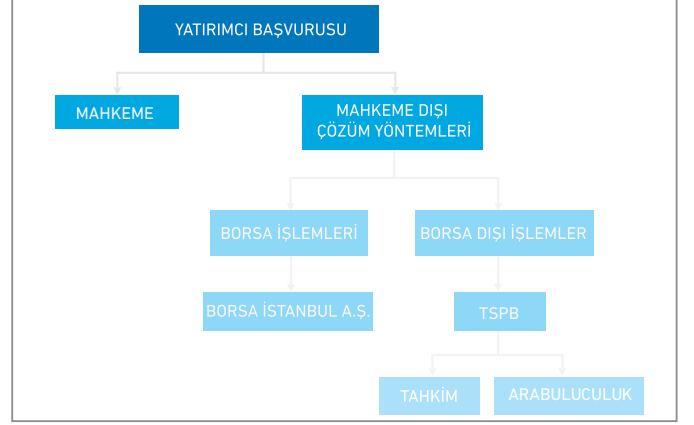 YATIRIMCI BAŞVURUSU
MAHKEME
MAHKEME DIŞI
ÇÖZÜM YÖNTEMLERİ
BORSA İŞLEMLERİ
BORSA DIŞI İŞLEMLER
BORSA İSTANBUL A.Ş.
TSPB
TAHKİM
ARABULUCULUK